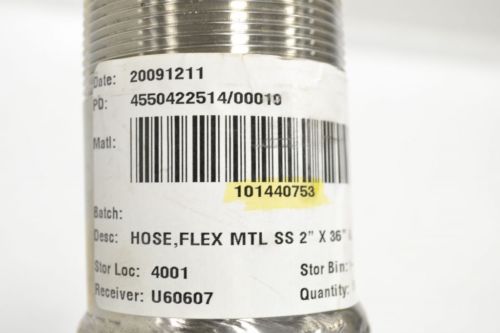 Date: 20091211
PO: 4550422514/00010
Matl:
101440753
Batch:
Desc: HOSE,FLEX MTL SS 2" X 36"
Stor Loc: 4001 Stor Bin:
Receiver: U60607 Quantity: